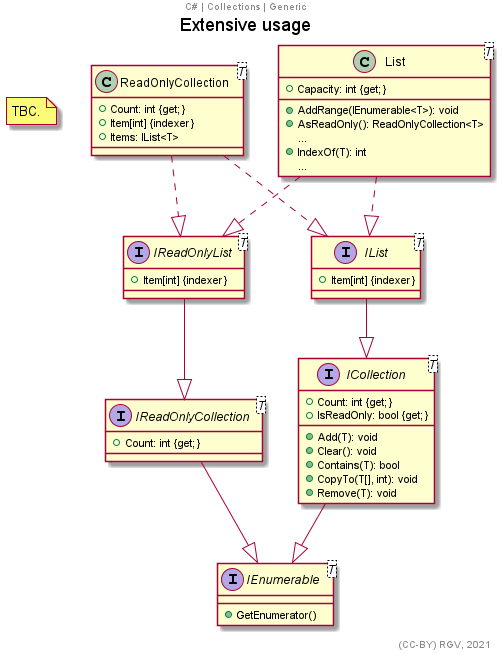 C# | Collections | Generic
Extensive usage
TBC.
C ReadOnlyCollection T
Count: int {get; }
Item[int] {indexer}
Items: IList<T>
C List T
Capacity: int {get; }
AddRange(IEnumerable<T>): void
AsReadOnly(): ReadOnlyCollection<T>
...
IndexOf(T): int
...
I IReadOnlyList T
Item[int] {indexer}
I IList T
Item[int] {indexer}
I IReadOnlyCollection T
Count: int {get; }
I ICollection T
Count: int {get; }
IsReadOnly: bool {get; }
Add(T): void
Clear(): void
Contains(T): bool
CopyTo(T[], int): void
Remove(T): void
I IEnumerable T
GetEnumerator()
(CC-BY) RGV, 2021